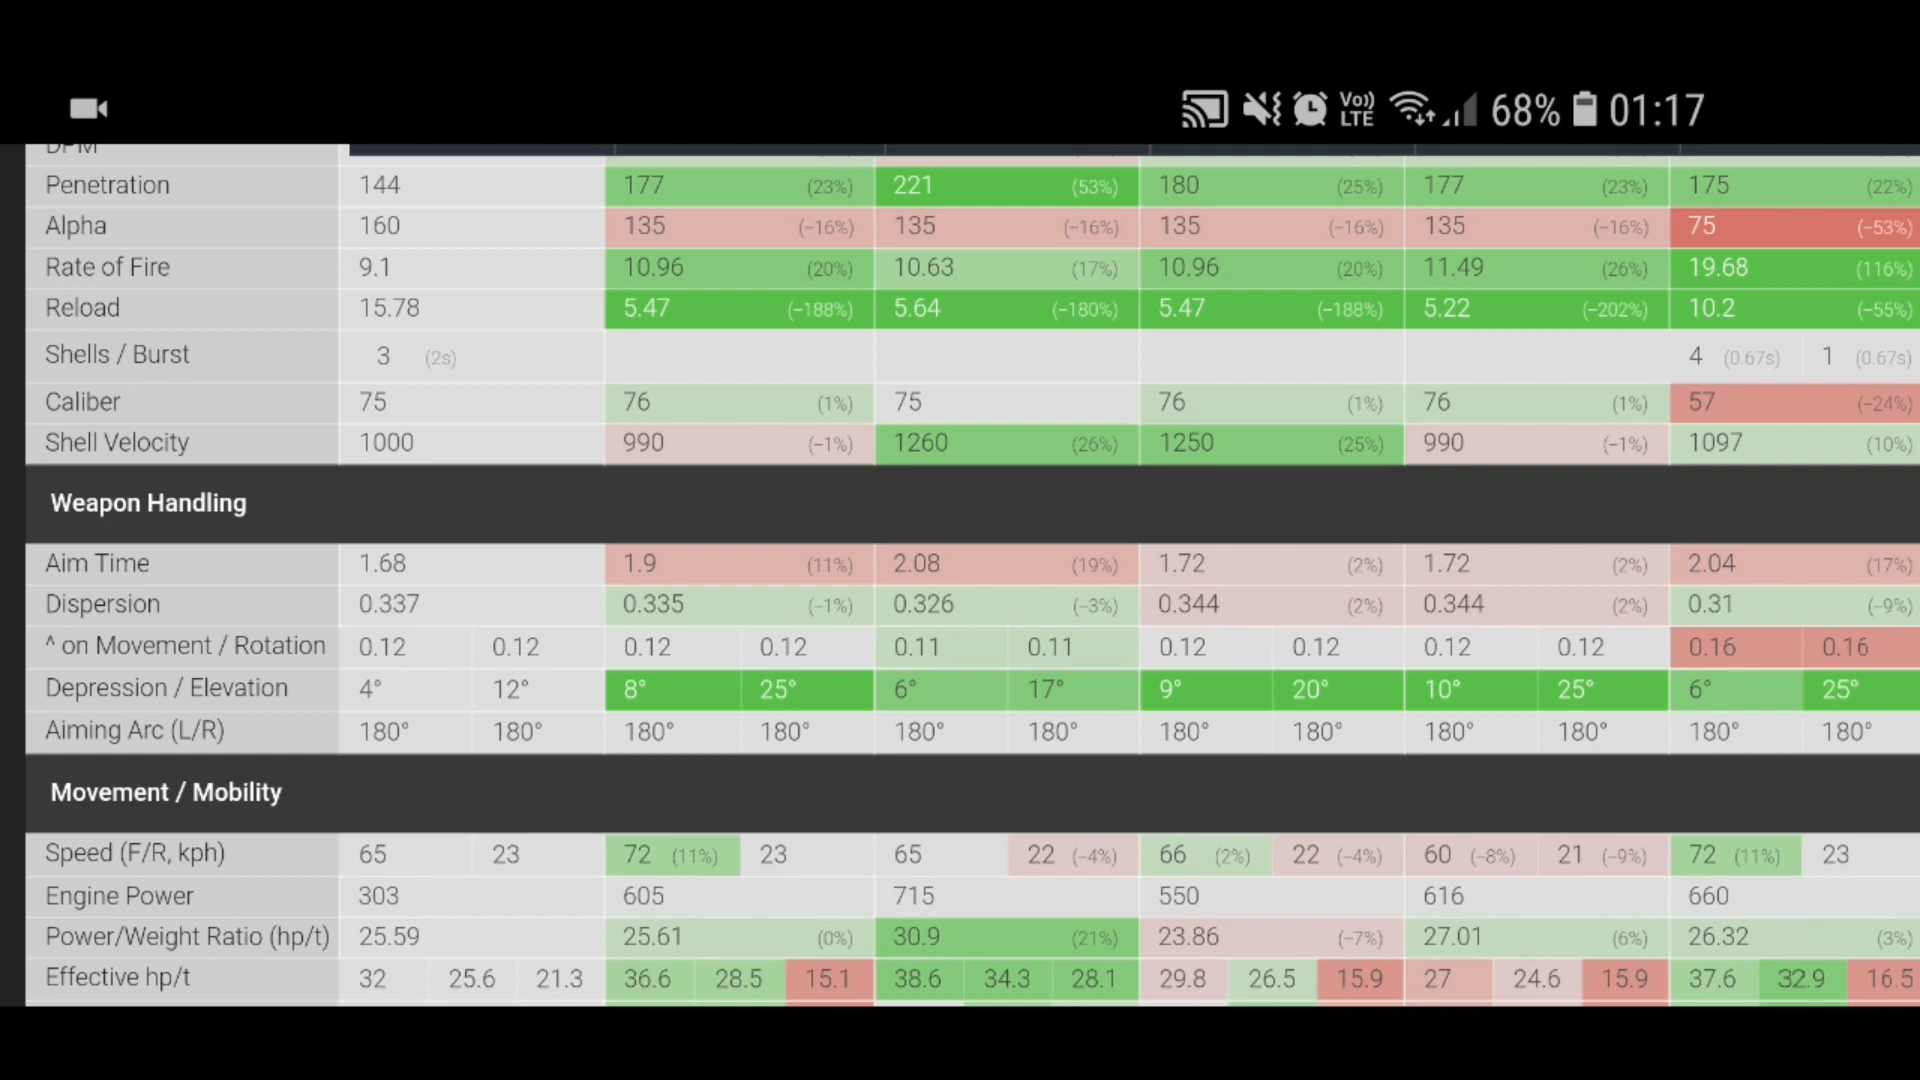 Vo)) LTE 68% 01:17
DPM
Penetration 144 177 (23%) 221 (53%) 180 (25%) 177 (23%) 175 (22%)
Alpha 160 135 (−16%) 135 (−16%) 135 (−16%) 135 (−16%) 75 (−53%)
Rate of Fire 9.1 10.96 (20%) 10.63 (17%) 10.96 (20%) 11.49 (26%) 19.68 (116%)
Reload 15.78 5.47 (−188%) 5.64 (−180%) 5.47 (−188%) 5.22 (−202%) 10.2 (−55%)
Shells / Burst 3 (2s) 4 (0.67s) 1 (0.67s)
Caliber 75 76 (1%) 75 76 (1%) 76 (1%) 57 (−24%)
Shell Velocity 1000 990 (−1%) 1260 (26%) 1250 (25%) 990 (−1%) 1097 (10%)
Weapon Handling
Aim Time 1.68 1.9 (11%) 2.08 (19%) 1.72 (2%) 1.72 (2%) 2.04 (17%)
Dispersion 0.337 0.335 (−1%) 0.326 (−3%) 0.344 (2%) 0.344 (2%) 0.31 (−9%)
^ on Movement / Rotation 0.12 0.12 0.12 0.12 0.11 0.11 0.12 0.12 0.12 0.12 0.16 0.16
Depression / Elevation 4° 12° 8° 25° 6° 17° 9° 20° 10° 25° 6° 25°
Aiming Arc (L/R) 180° 180° 180° 180° 180° 180° 180° 180° 180° 180° 180° 180°
Movement / Mobility
Speed (F/R, kph) 65 23 72 (11%) 23 65 22 (−4%) 66 (2%) 22 (−4%) 60 (−8%) 21 (−9%) 72 (11%) 23
Engine Power 303 605 715 550 616 660
Power/Weight Ratio (hp/t) 25.59 25.61 (0%) 30.9 (21%) 23.86 (−7%) 27.01 (6%) 26.32 (3%)
Effective hp/t 32 25.6 21.3 36.6 28.5 15.1 38.6 34.3 28.1 29.8 26.5 15.9 27 24.6 15.9 37.6 32.9 16.5